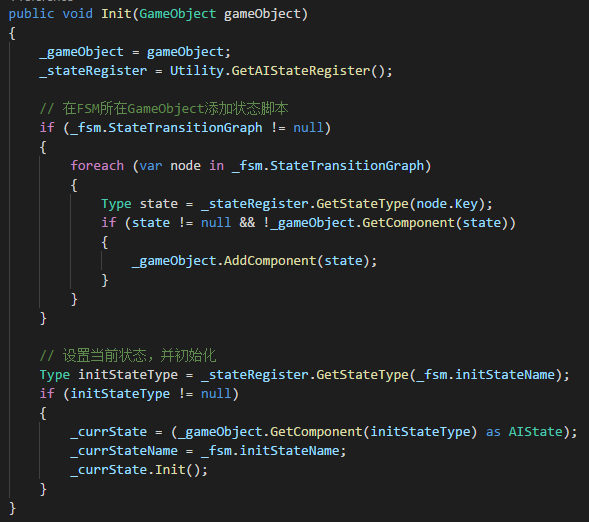 public void Init(GameObject gameObject)
{
    _gameObject = gameObject;
    _stateRegister = Utility.GetAIStateRegister();
    // 在FSM所在GameObject添加状态脚本
    if (_fsm.StateTransitionGraph != null)
    {
        foreach (var node in _fsm.StateTransitionGraph)
        {
            Type state = _stateRegister.GetStateType(node.Key);
            if (state != null && !_gameObject.GetComponent(state))
            {
                _gameObject.AddComponent(state);
            }
        }
    }
    // 设置当前状态，并初始化
    Type initStateType = _stateRegister.GetStateType(_fsm.initStateName);
    if (initStateType != null)
    {
        _currState = (_gameObject.GetComponent(initStateType) as AIState);
        _currStateName = _fsm.initStateName;
        _currState.Init();
    }
}